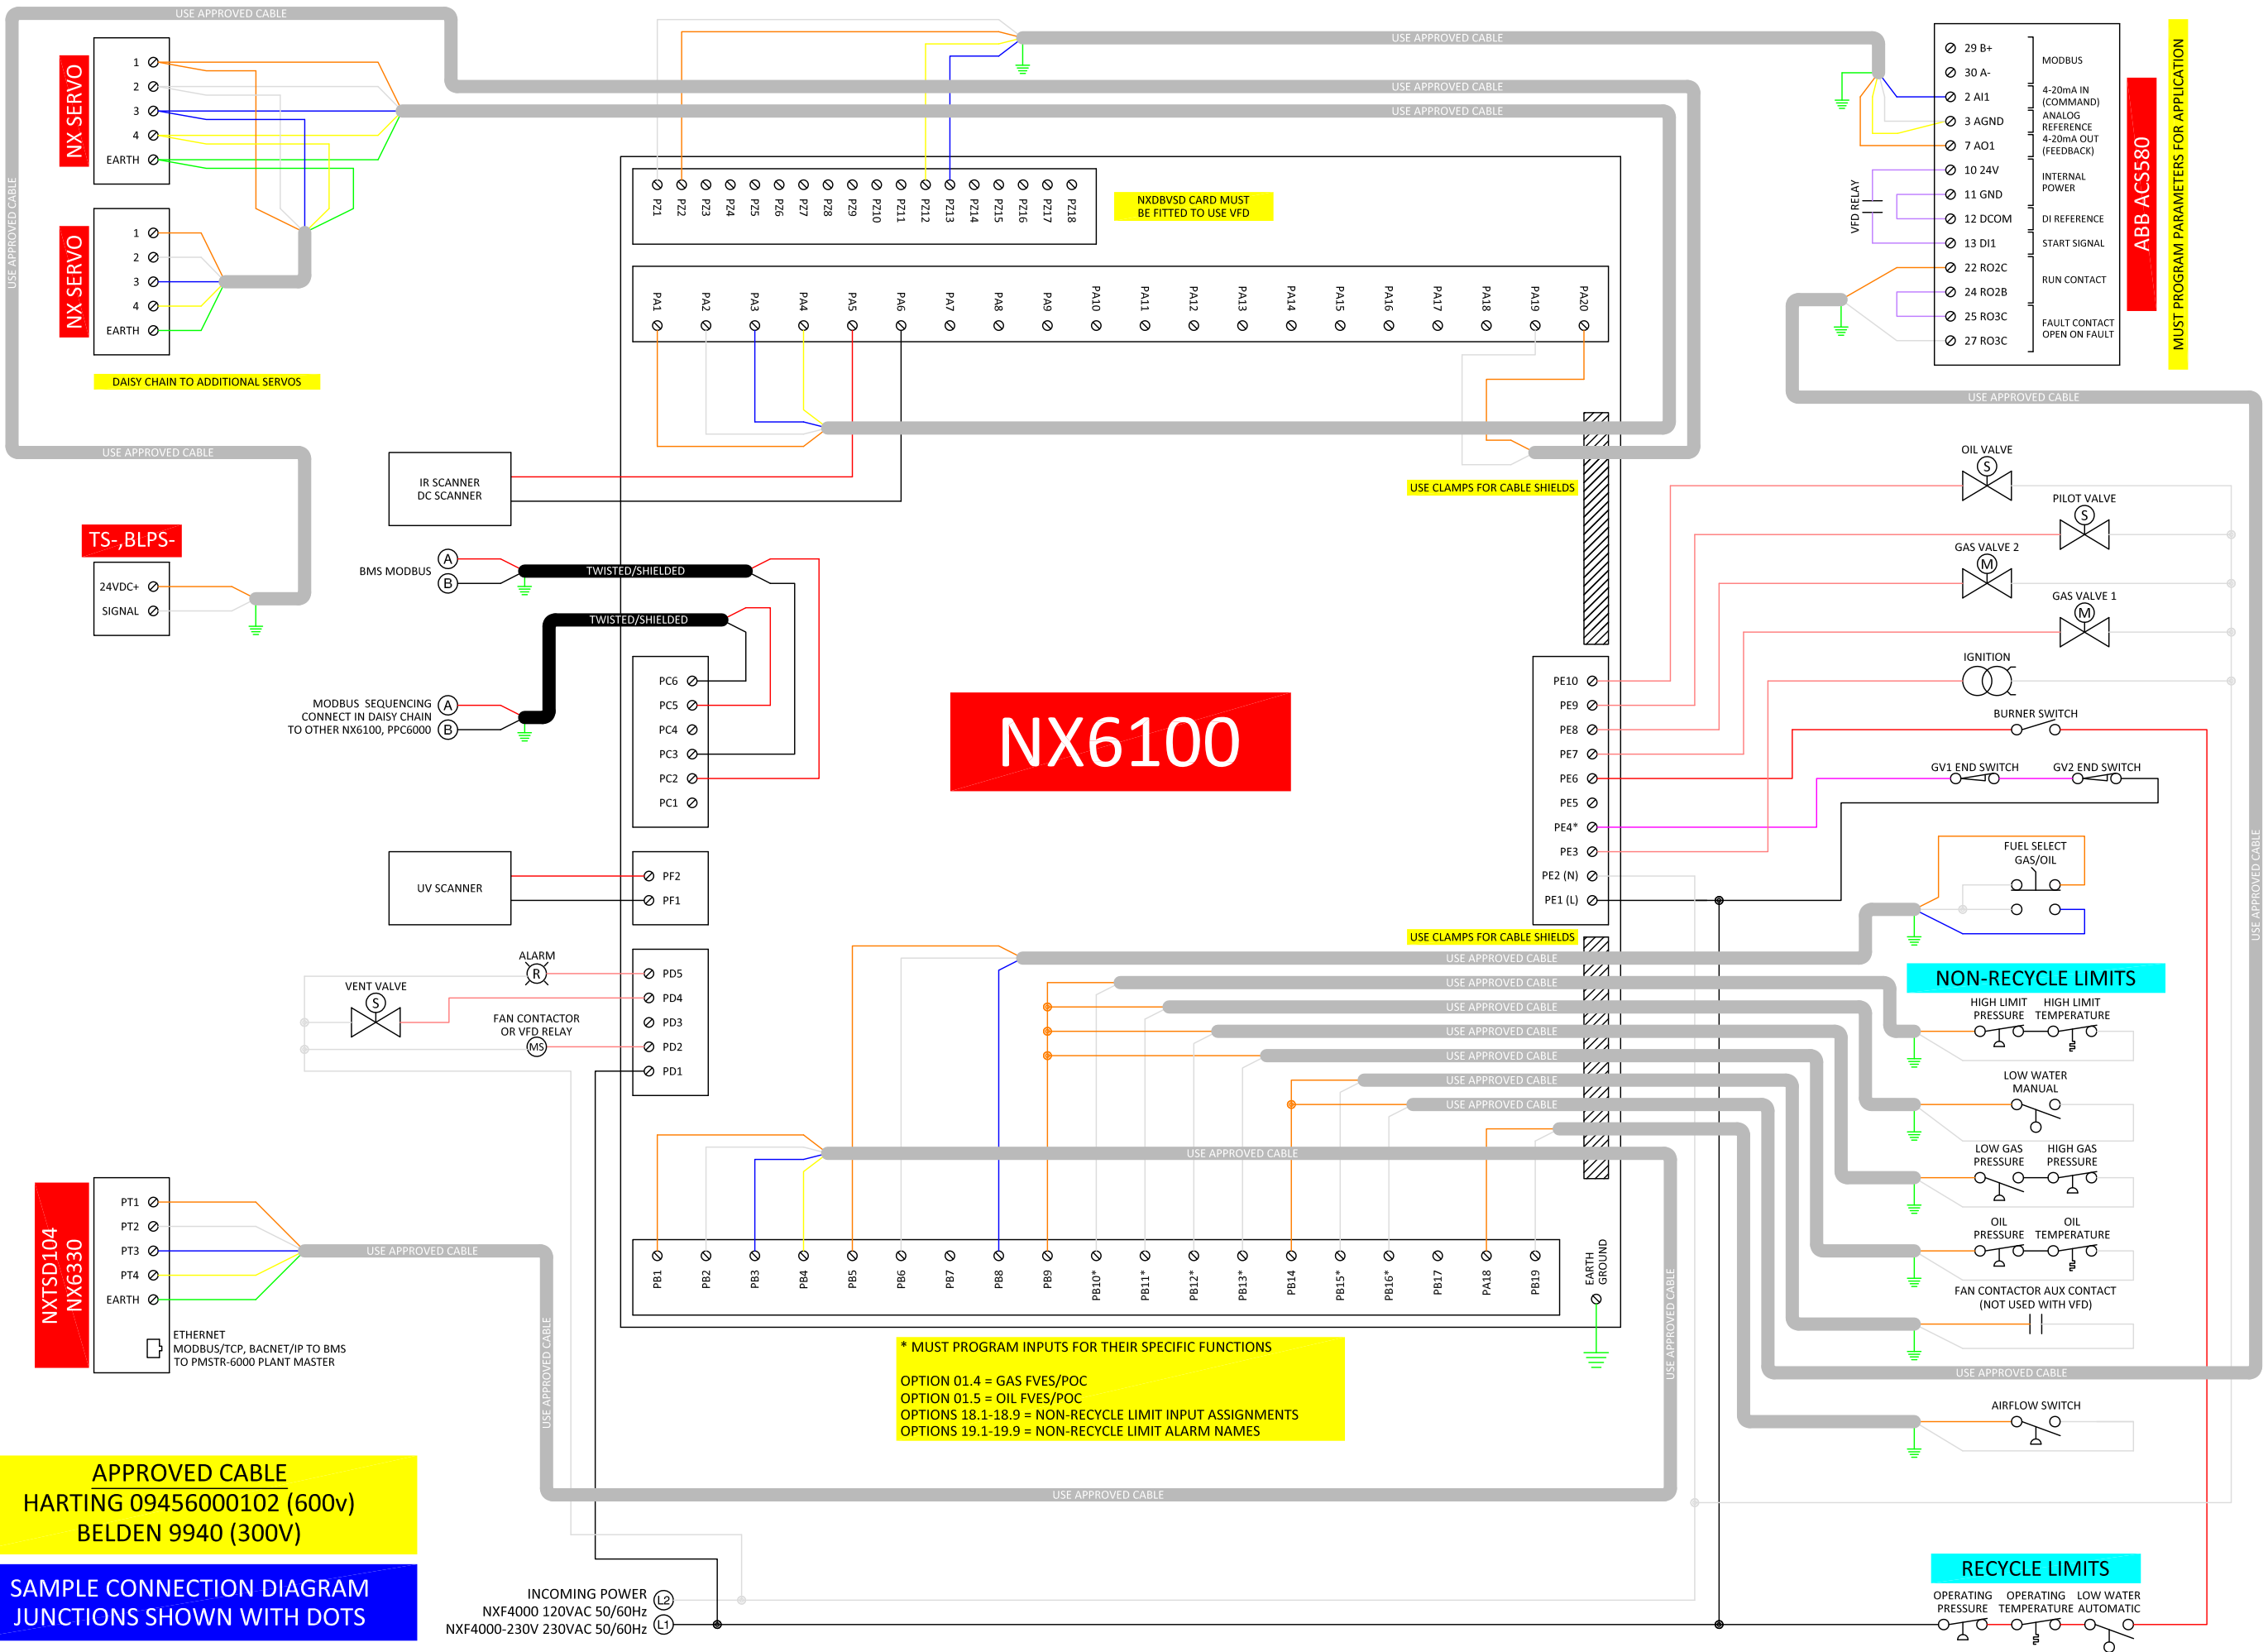 USE APPROVED CABLE
USE APPROVED CABLE
USE APPROVED CABLE
USE APPROVED CABLE
USE APPROVED CABLE
USE APPROVED CABLE
NX SERVO
1
2
3
4
EARTH
NX SERVO
1
2
3
4
EARTH
DAISY CHAIN TO ADDITIONAL SERVOS
PZ1
PZ2
PZ3
PZ4
PZ5
PZ6
PZ7
PZ8
PZ9
PZ10
PZ11
PZ12
PZ13
PZ14
PZ15
PZ16
PZ17
PZ18
NXDBVSD CARD MUST
BE FITTED TO USE VFD
PA1
PA2
PA3
PA4
PA5
PA6
PA7
PA8
PA9
PA10
PA11
PA12
PA13
PA14
PA15
PA16
PA17
PA18
PA19
PA20
29 B+
30 A-
2 AI1
3 AGND
7 AO1
10 24V
11 GND
12 DCOM
13 DI1
22 RO2C
24 RO2B
25 RO3C
27 RO3C
MODBUS
4-20mA IN
(COMMAND)
ANALOG
REFERENCE
4-20mA OUT
(FEEDBACK)
INTERNAL
POWER
DI REFERENCE
START SIGNAL
RUN CONTACT
FAULT CONTACT
OPEN ON FAULT
VFD RELAY
ABB ACS580
MUST PROGRAM PARAMETERS FOR APPLICATION
USE APPROVED CABLE
USE APPROVED CABLE
IR SCANNER
DC SCANNER
USE CLAMPS FOR CABLE SHIELDS
TS-,BLPS-
24VDC+
SIGNAL
BMS MODBUS
A
B
TWISTED/SHIELDED
TWISTED/SHIELDED
MODBUS SEQUENCING
CONNECT IN DAISY CHAIN
TO OTHER NX6100, PPC6000
A
B
PC6
PC5
PC4
PC3
PC2
PC1
NX6100
PE10
PE9
PE8
PE7
PE6
PE5
PE4*
PE3
PE2 (N)
PE1 (L)
OIL VALVE
S
PILOT VALVE
S
GAS VALVE 2
M
GAS VALVE 1
M
IGNITION
BURNER SWITCH
GV1 END SWITCH
GV2 END SWITCH
FUEL SELECT
GAS/OIL
UV SCANNER
PF2
PF1
USE CLAMPS FOR CABLE SHIELDS
ALARM
R
VENT VALVE
S
FAN CONTACTOR
OR VFD RELAY
MS
PD5
PD4
PD3
PD2
PD1
USE APPROVED CABLE
USE APPROVED CABLE
USE APPROVED CABLE
USE APPROVED CABLE
USE APPROVED CABLE
USE APPROVED CABLE
USE APPROVED CABLE
USE APPROVED CABLE
NON-RECYCLE LIMITS
HIGH LIMIT
PRESSURE
HIGH LIMIT
TEMPERATURE
LOW WATER
MANUAL
LOW GAS
PRESSURE
HIGH GAS
PRESSURE
OIL
PRESSURE
OIL
TEMPERATURE
FAN CONTACTOR AUX CONTACT
(NOT USED WITH VFD)
USE APPROVED CABLE
AIRFLOW SWITCH
NXTSD104
NX6330
PT1
PT2
PT3
PT4
EARTH
ETHERNET
MODBUS/TCP, BACNET/IP TO BMS
TO PMSTR-6000 PLANT MASTER
USE APPROVED CABLE
USE APPROVED CABLE
PB1
PB2
PB3
PB4
PB5
PB6
PB7
PB8
PB9
PB10*
PB11*
PB12*
PB13*
PB14
PB15*
PB16*
PB17
PA18
PB19
EARTH
GROUND
USE APPROVED CABLE
* MUST PROGRAM INPUTS FOR THEIR SPECIFIC FUNCTIONS
OPTION 01.4 = GAS FVES/POC
OPTION 01.5 = OIL FVES/POC
OPTIONS 18.1-18.9 = NON-RECYCLE LIMIT INPUT ASSIGNMENTS
OPTIONS 19.1-19.9 = NON-RECYCLE LIMIT ALARM NAMES
USE APPROVED CABLE
APPROVED CABLE
HARTING 09456000102 (600v)
BELDEN 9940 (300V)
SAMPLE CONNECTION DIAGRAM
JUNCTIONS SHOWN WITH DOTS
INCOMING POWER
NXF4000 120VAC 50/60Hz
NXF4000-230V 230VAC 50/60Hz
L2
L1
RECYCLE LIMITS
OPERATING
PRESSURE
OPERATING
TEMPERATURE
LOW WATER
AUTOMATIC